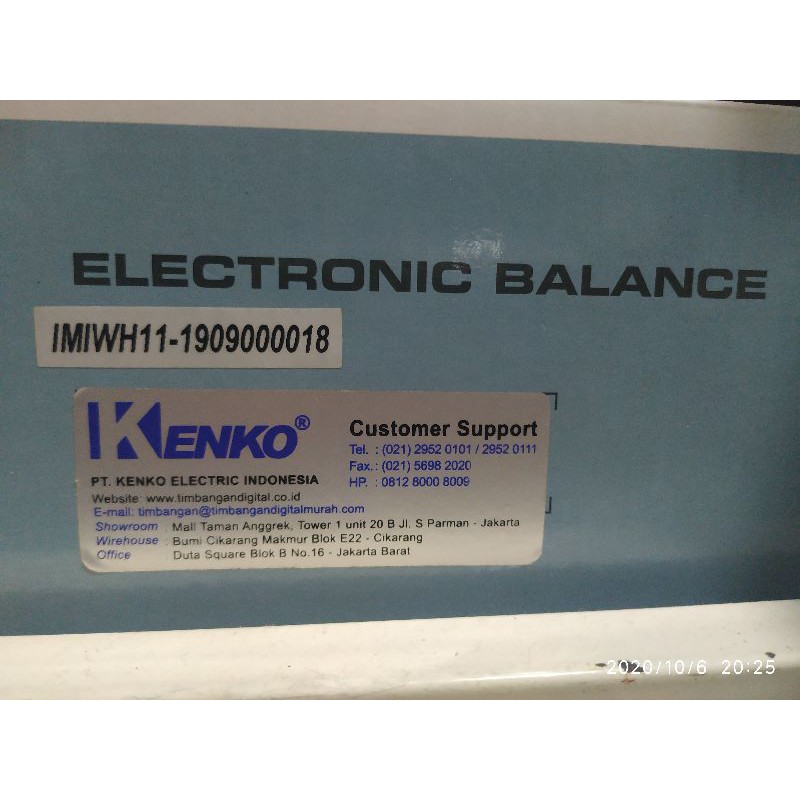 ELECTRONIC BALANCE
IMIWH11-1909000018
KENKO®
PT. KENKO ELECTRIC INDONESIA
Customer Support
Tel. : (021) 2952 0101 / 2952 0111
Fax.: (021) 5698 2020
HP. : 0812 8000 8009
Website: www.timbangandigital.co.id
E-mail: timbangan@timbangandigitalmurah.com
Showroom : Mall Taman Anggrek, Tower 1 unit 20 B Jl. S Parman - Jakarta
Wirehouse : Bumi Cikarang Makmur Blok E22 - Cikarang
Office Duta Square Blok B No.16 - Jakarta Barat
2020/10/6 20:25